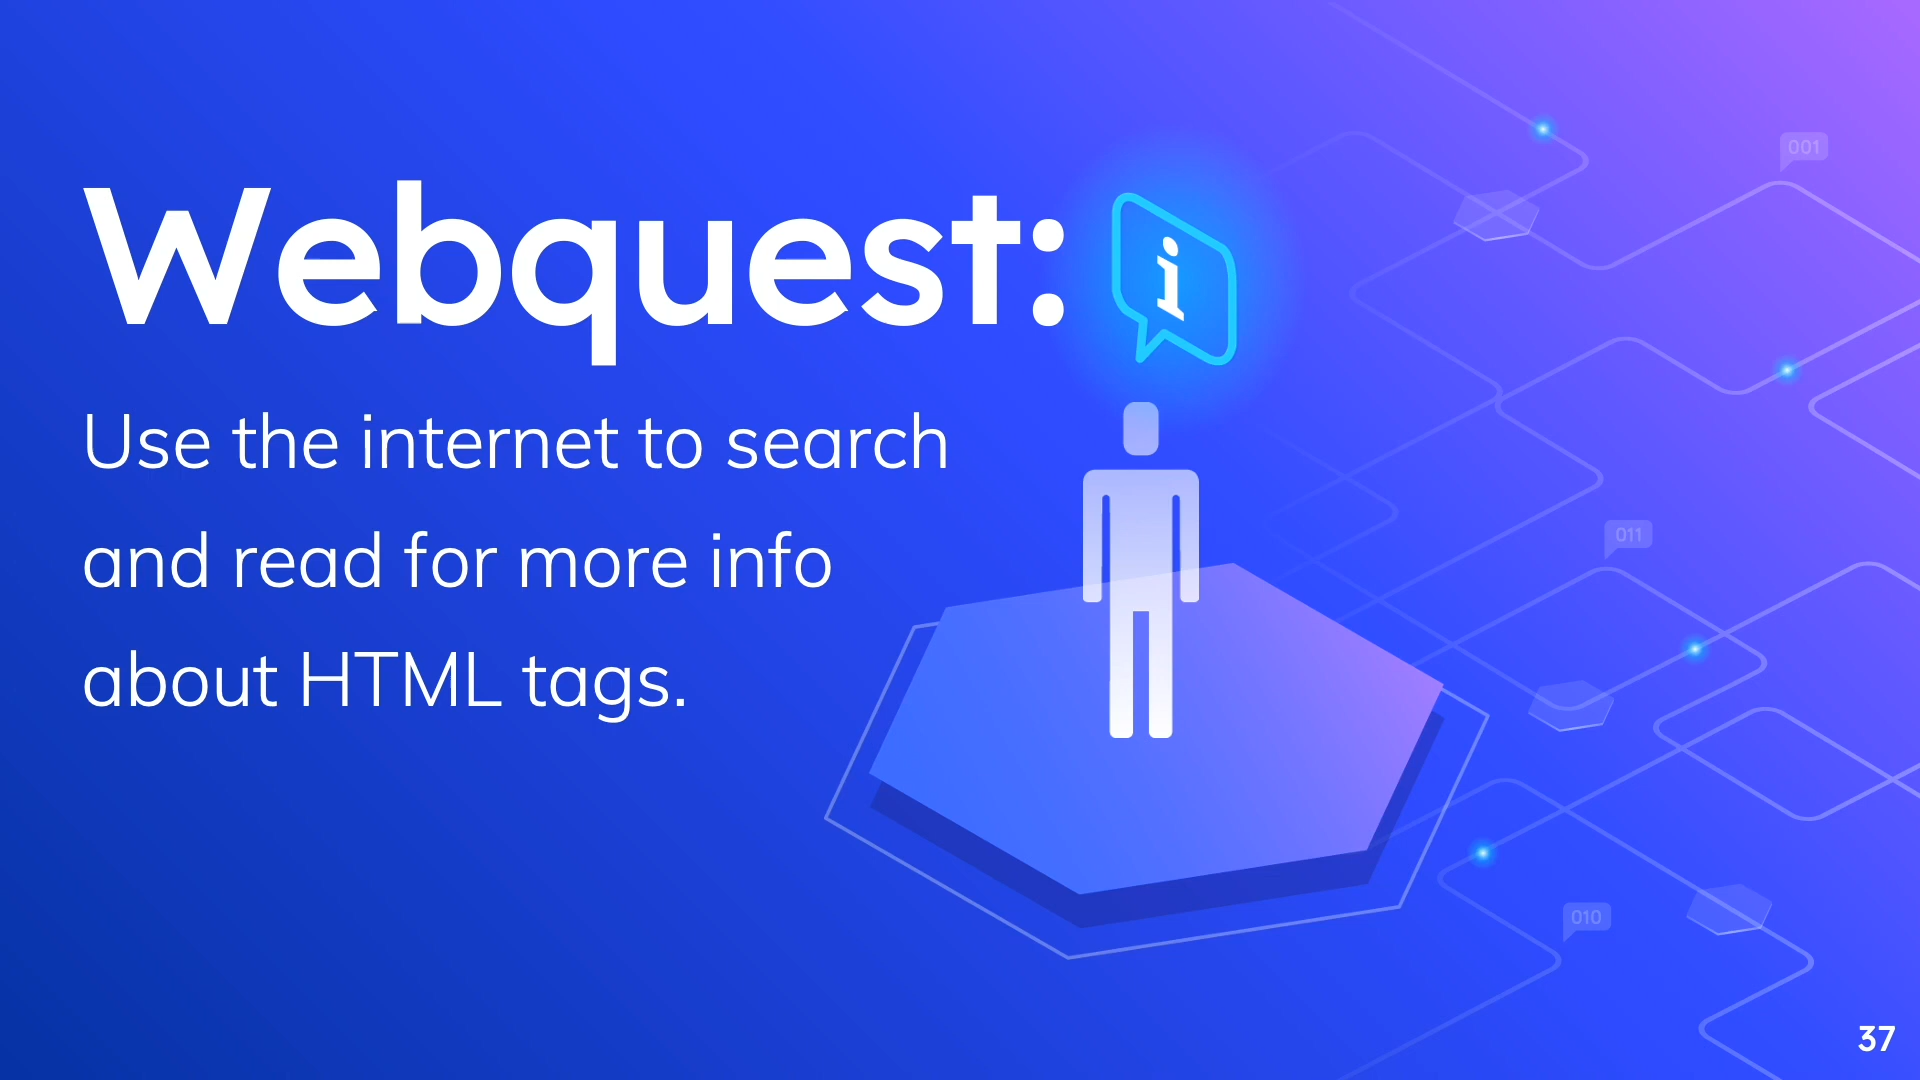 Webquest:
i
Use the internet to search
and read for more info
about HTML tags.
001
011
010
37